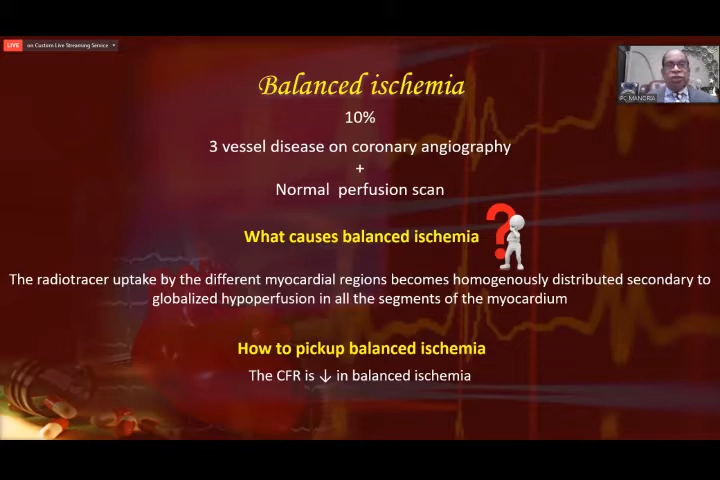 LIVE on Custom Live Streaming Service
Balanced ischemia
PC MANORIA
10%
3 vessel disease on coronary angiography
+
Normal perfusion scan
What causes balanced ischemia
?
The radiotracer uptake by the different myocardial regions becomes homogenously distributed secondary to
globalized hypoperfusion in all the segments of the myocardium
How to pickup balanced ischemia
The CFR is ↓ in balanced ischemia